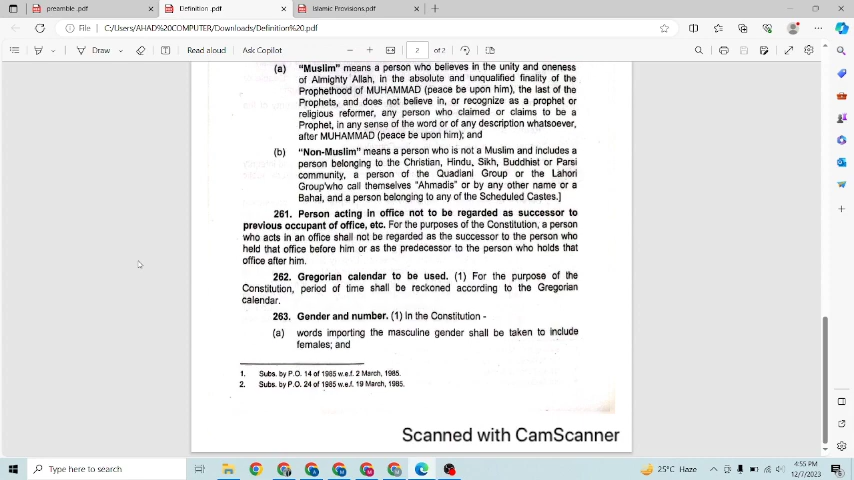 preamble .pdf
Definition .pdf
Islamic Provisions.pdf
File
C:/Users/AHAD%20COMPUTER/Downloads/Definition%20.pdf
Draw
Read aloud
Ask Copilot
2
of 2
(a) "Muslim" means a person who believes in the unity and oneness
of Almighty Allah, in the absolute and unqualified finality of the
Prophethood of MUHAMMAD (peace be upon him), the last of the
Prophets, and does not believe in, or recognize as a prophet or
religious reformer, any person who claimed or claims to be a
Prophet, in any sense of the word or of any description whatsoever,
after MUHAMMAD (peace be upon him); and
(b) "Non-Muslim" means a person who is not a Muslim and includes a
person belonging to the Christian, Hindu, Sikh, Buddhist or Parsi
community, a person of the Quadiani Group or the Lahori
Group'who call themselves "Ahmadis" or by any other name or a
Bahai, and a person belonging to any of the Scheduled Castes.]
261. Person acting in office not to be regarded as successor to
previous occupant of office, etc. For the purposes of the Constitution, a person
who acts in an office shall not be regarded as the successor to the person who
held that office before him or as the predecessor to the person who holds that
office after him.
262. Gregorian calendar to be used. (1) For the purpose of the
Constitution, period of time shall be reckoned according to the Gregorian
calendar.
263. Gender and number. (1) In the Constitution -
(a) words importing the masculine gender shall be taken to include
females; and
1. Subs. by P.O. 14 of 1985 w.e.f. 2 March, 1985.
2. Subs. by P.O. 24 of 1985 w.e.f. 19 March, 1985.
Scanned with CamScanner
Type here to search
25°C Haze
4:55 PM
12/7/2023